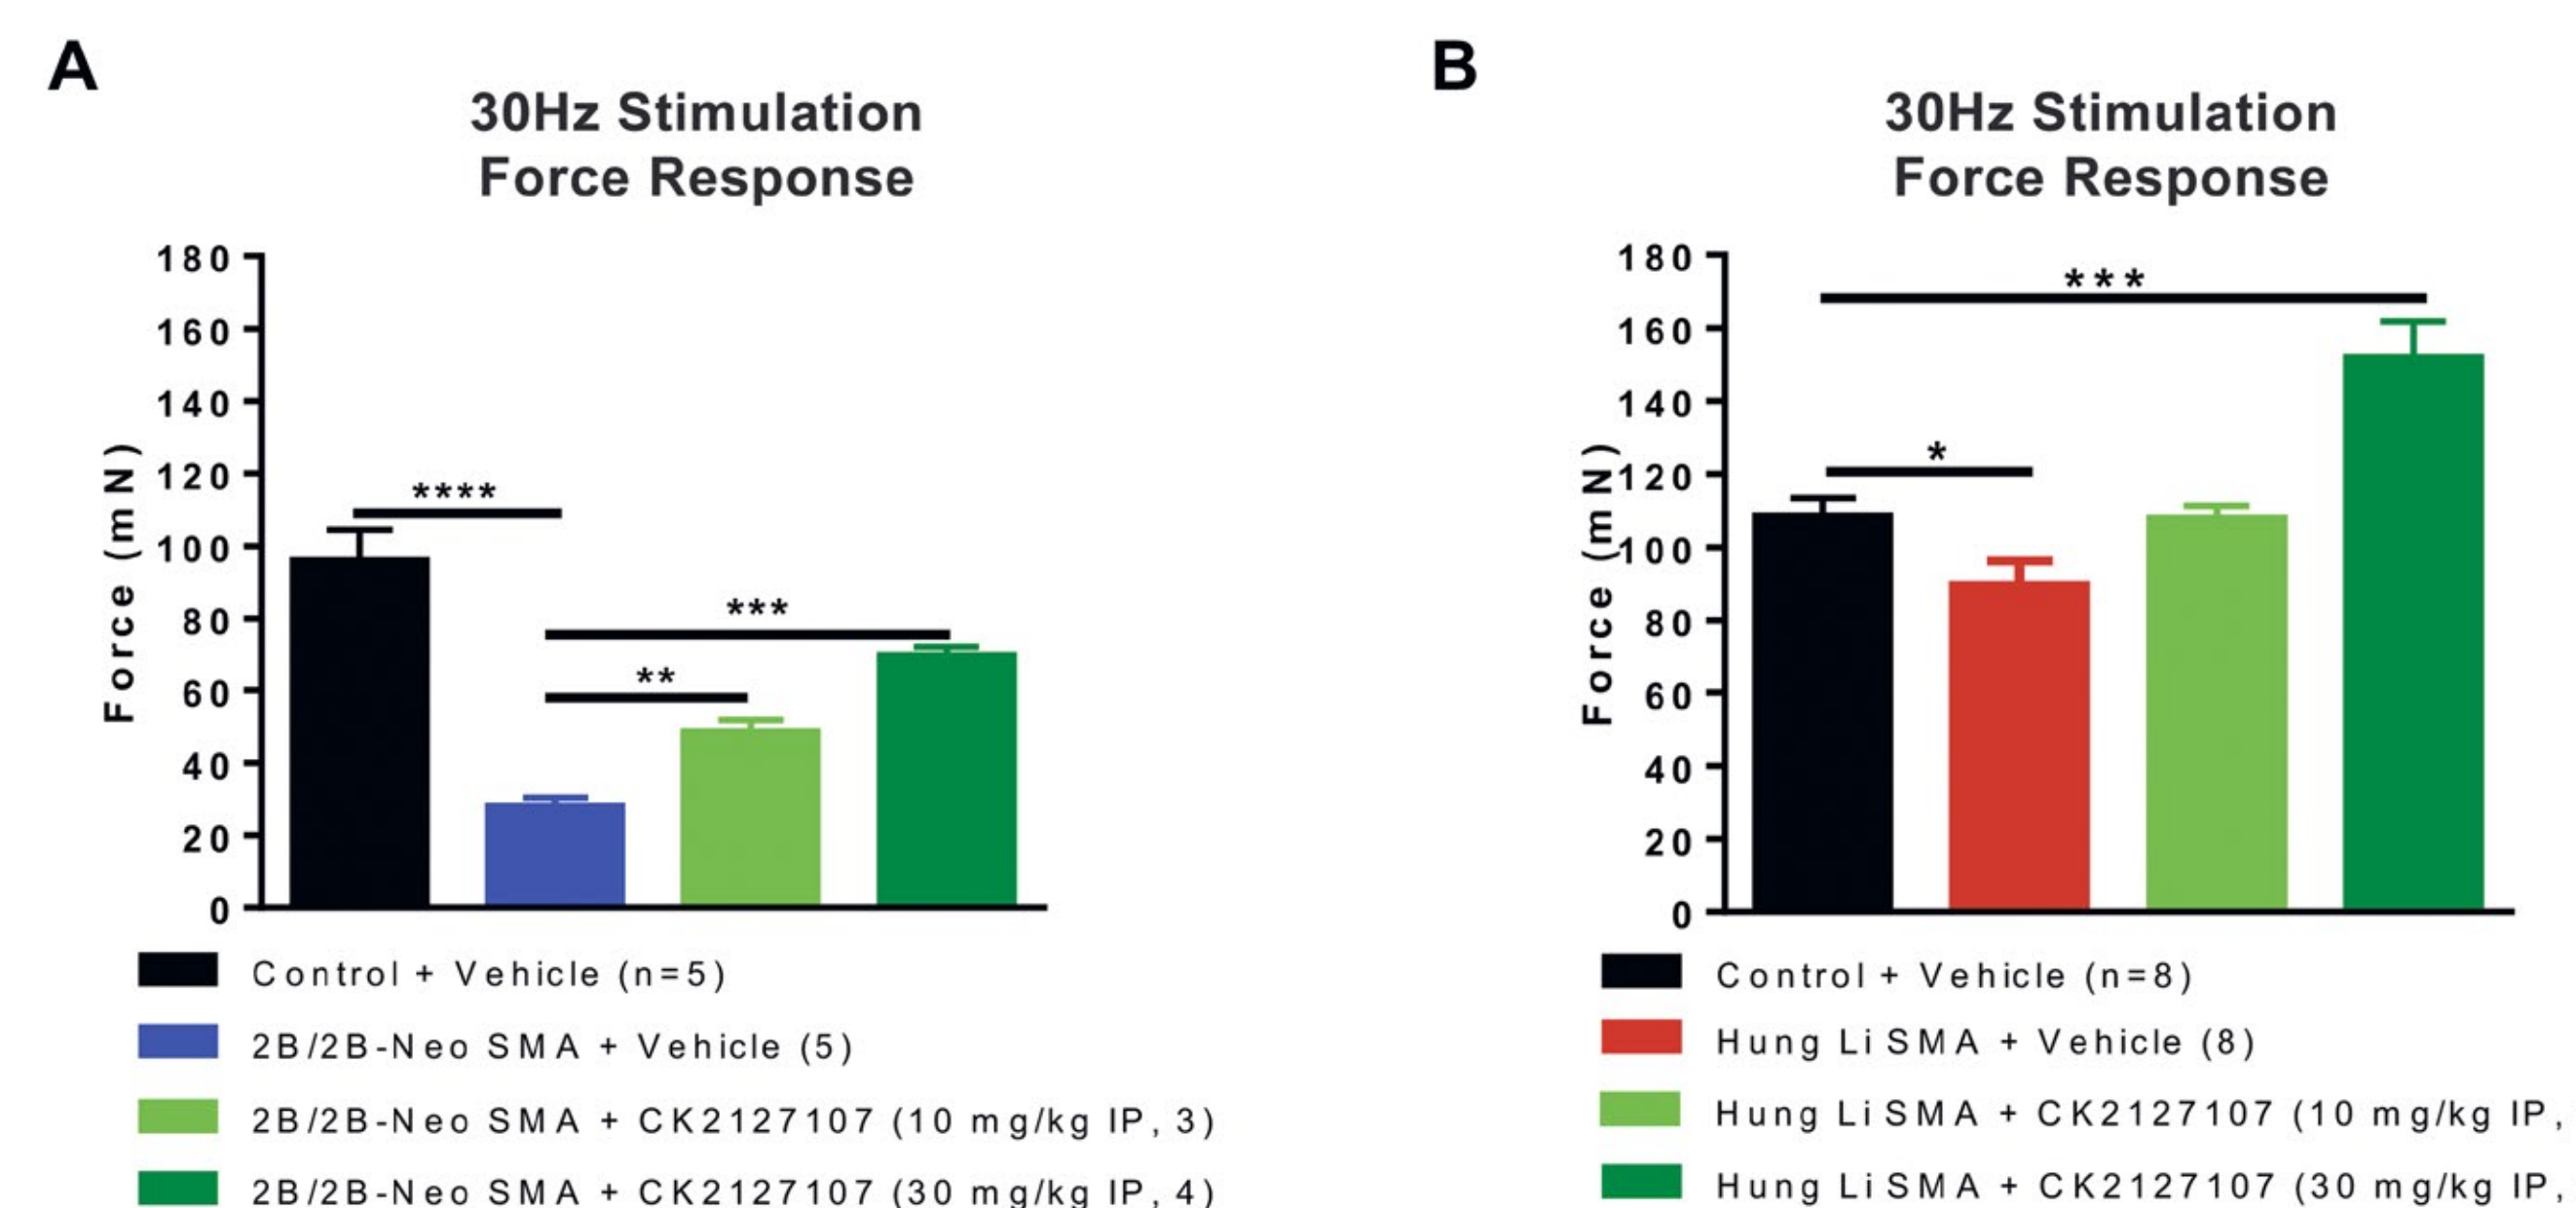 A
30Hz Stimulation
Force Response
Force (mN)
180
160
140
120
100
80
60
40
20
0
****
***
**
Control + Vehicle (n=5)
2B/2B-Neo SMA + Vehicle (5)
2B/2B-Neo SMA + CK2127107 (10 mg/kg IP, 3)
2B/2B-Neo SMA + CK2127107 (30 mg/kg IP, 4)
B
30Hz Stimulation
Force Response
Force (mN)
180
160
140
120
100
80
60
40
20
0
***
*
Control + Vehicle (n=8)
Hung Li SMA + Vehicle (8)
Hung Li SMA + CK2127107 (10 mg/kg IP,
Hung Li SMA + CK2127107 (30 mg/kg IP,